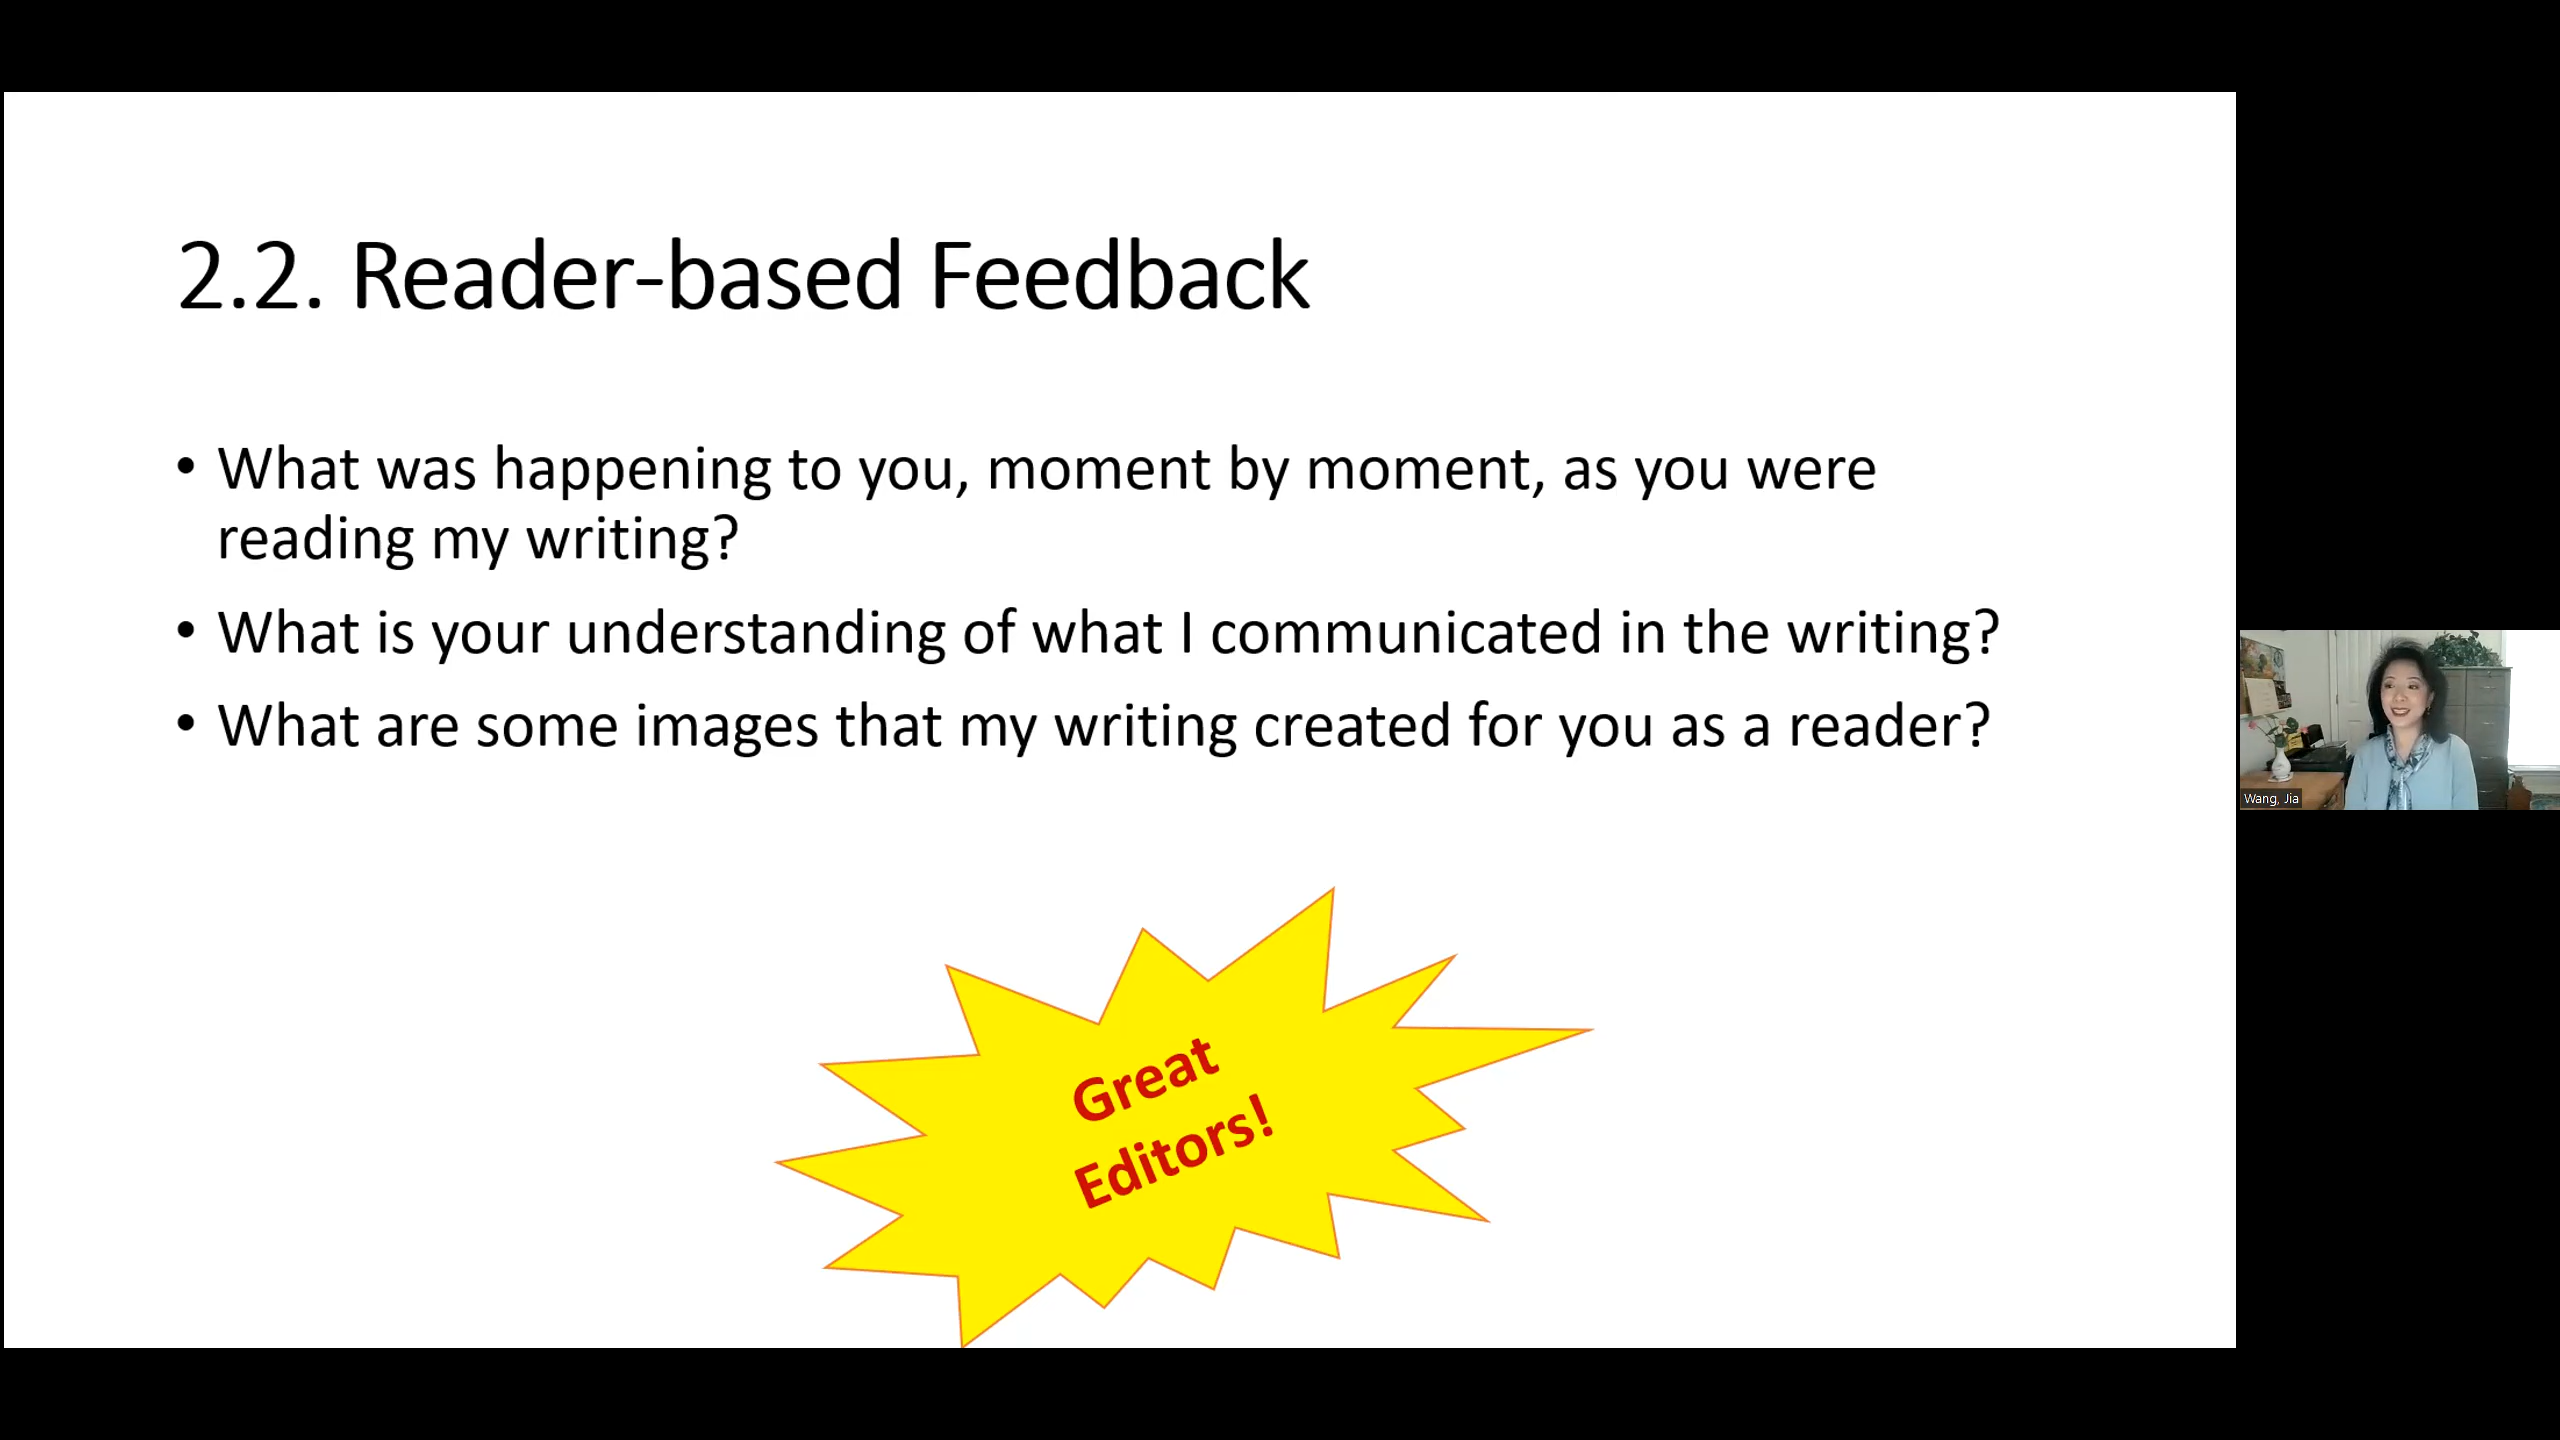 2.2. Reader-based Feedback
• What was happening to you, moment by moment, as you were
reading my writing?
• What is your understanding of what I communicated in the writing?
• What are some images that my writing created for you as a reader?
Great
Editors!
Wang, Jia